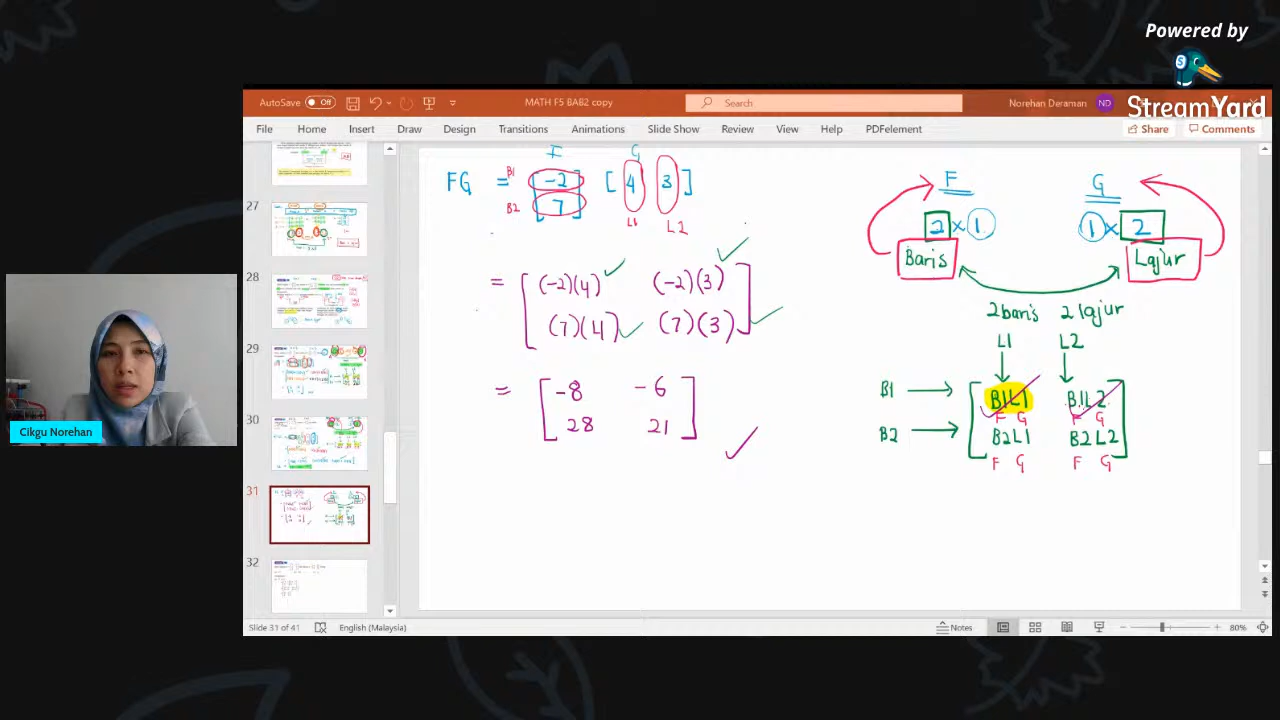 Powered by
StreamYard
AutoSave Off
MATH F5 BAB2 copy
Search
Norehan Deraman ND
File Home Insert Draw Design Transitions Animations Slide Show Review View Help PDFelement
Share Comments
27
28
29
30
31
32
Cikgu Norehan
F G
FG = B1 [-2] [4 3]
B2 [7]
L1 L2
= [(-2)(4) (-2)(3)]
[(7)(4) (7)(3)]
= [-8 -6]
[28 21]
F G
2 × 1 1 × 2
Baris Lajur
2 baris 2 lajur
L1 L2
B1 B1L1 B1L2
F G F G
B2 B2L1 B2L2
F G F G
Slide 31 of 41 English (Malaysia)
Notes
80%